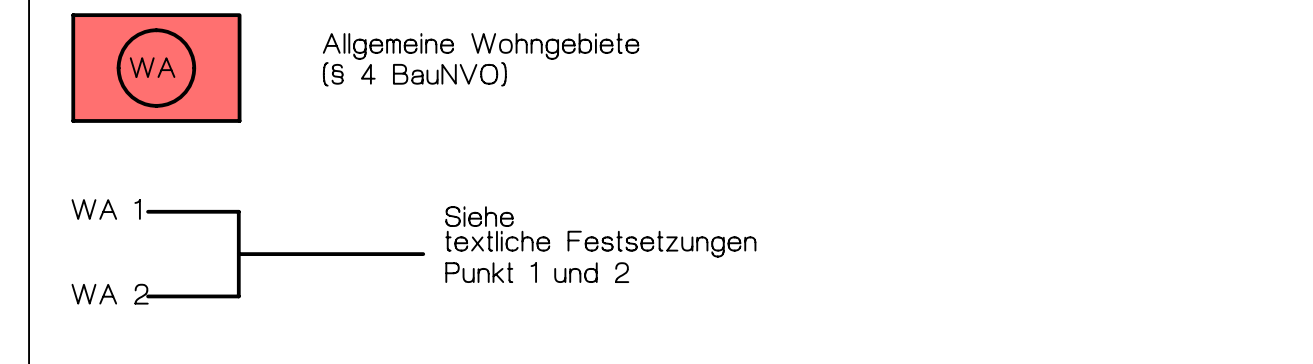 WA
Allgemeine Wohngebiete
(§ 4 BauNVO)
WA 1
WA 2
Siehe
textliche Festsetzungen
Punkt 1 und 2